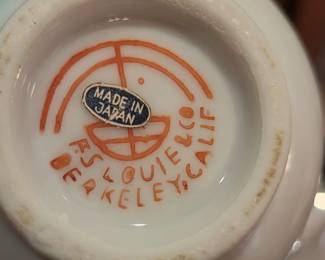 MADE IN
JAPAN
F.S LOUIE & CO
BERKELEY, CALIF